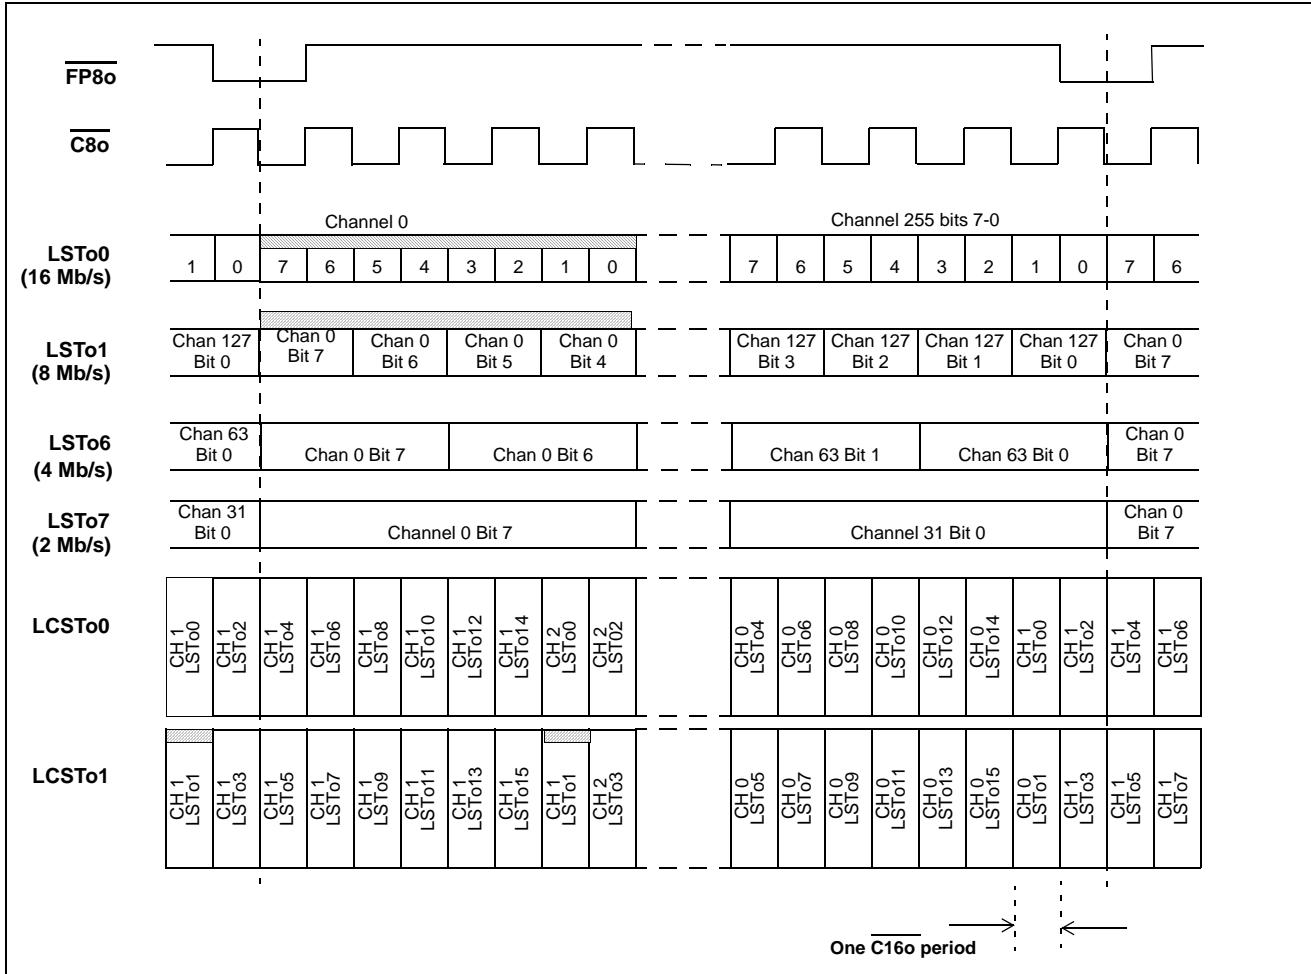 FP8o
C8o
Channel 0
Channel 255 bits 7-0
LSTo0
(16 Mb/s)
1 0 7 6 5 4 3 2 1 0 7 6 5 4 3 2 1 0 7 6
LSTo1
(8 Mb/s)
Chan 127 Bit 0
Chan 0 Bit 7
Chan 0 Bit 6
Chan 0 Bit 5
Chan 0 Bit 4
Chan 127 Bit 3
Chan 127 Bit 2
Chan 127 Bit 1
Chan 127 Bit 0
Chan 0 Bit 7
LSTo6
(4 Mb/s)
Chan 63 Bit 0
Chan 0 Bit 7
Chan 0 Bit 6
Chan 63 Bit 1
Chan 63 Bit 0
Chan 0 Bit 7
LSTo7
(2 Mb/s)
Chan 31 Bit 0
Channel 0 Bit 7
Channel 31 Bit 0
Chan 0 Bit 7
LCSTo0
CH 1 LSTo0
CH 1 LSTo2
CH 1 LSTo4
CH 1 LSTo6
CH 1 LSTo8
CH 1 LSTo10
CH 1 LSTo12
CH 1 LSTo14
CH 2 LSTo0
CH 2 LST02
CH 0 LSTo4
CH 0 LSTo6
CH 0 LSTo8
CH 0 LSTo10
CH 0 LSTo12
CH 0 LSTo14
CH 1 LSTo0
CH 1 LSTo2
CH 1 LSTo4
CH 1 LSTo6
LCSTo1
CH 1 LSTo1
CH 1 LSTo3
CH 1 LSTo5
CH 1 LSTo7
CH 1 LSTo9
CH 1 LSTo11
CH 1 LSTo13
CH 1 LSTo15
CH 1 LSTo1
CH 2 LSTo3
CH 0 LSTo5
CH 0 LSTo7
CH 0 LSTo9
CH 0 LSTo11
CH 0 LSTo13
CH 0 LSTo15
CH 0 LSTo1
CH 1 LSTo3
CH 1 LSTo5
CH 1 LSTo7
One C16o period